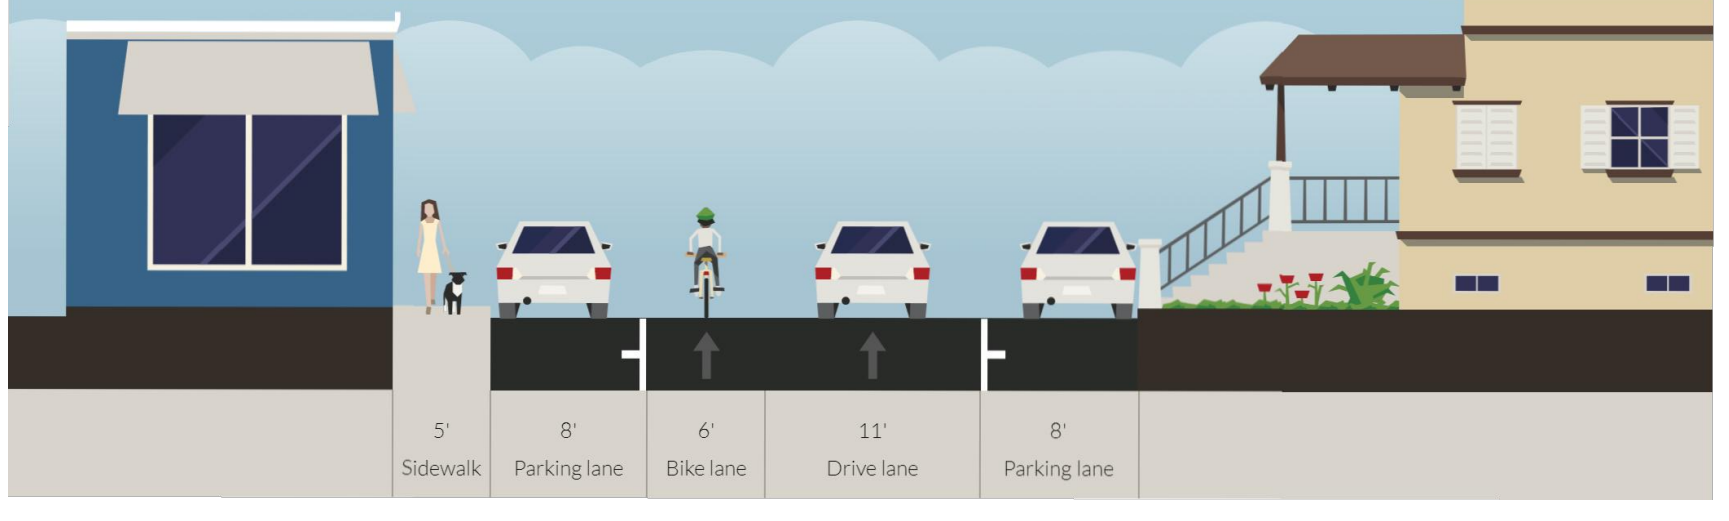 5' 8' 6' 11' 8'
Sidewalk Parking lane Bike lane Drive lane Parking lane